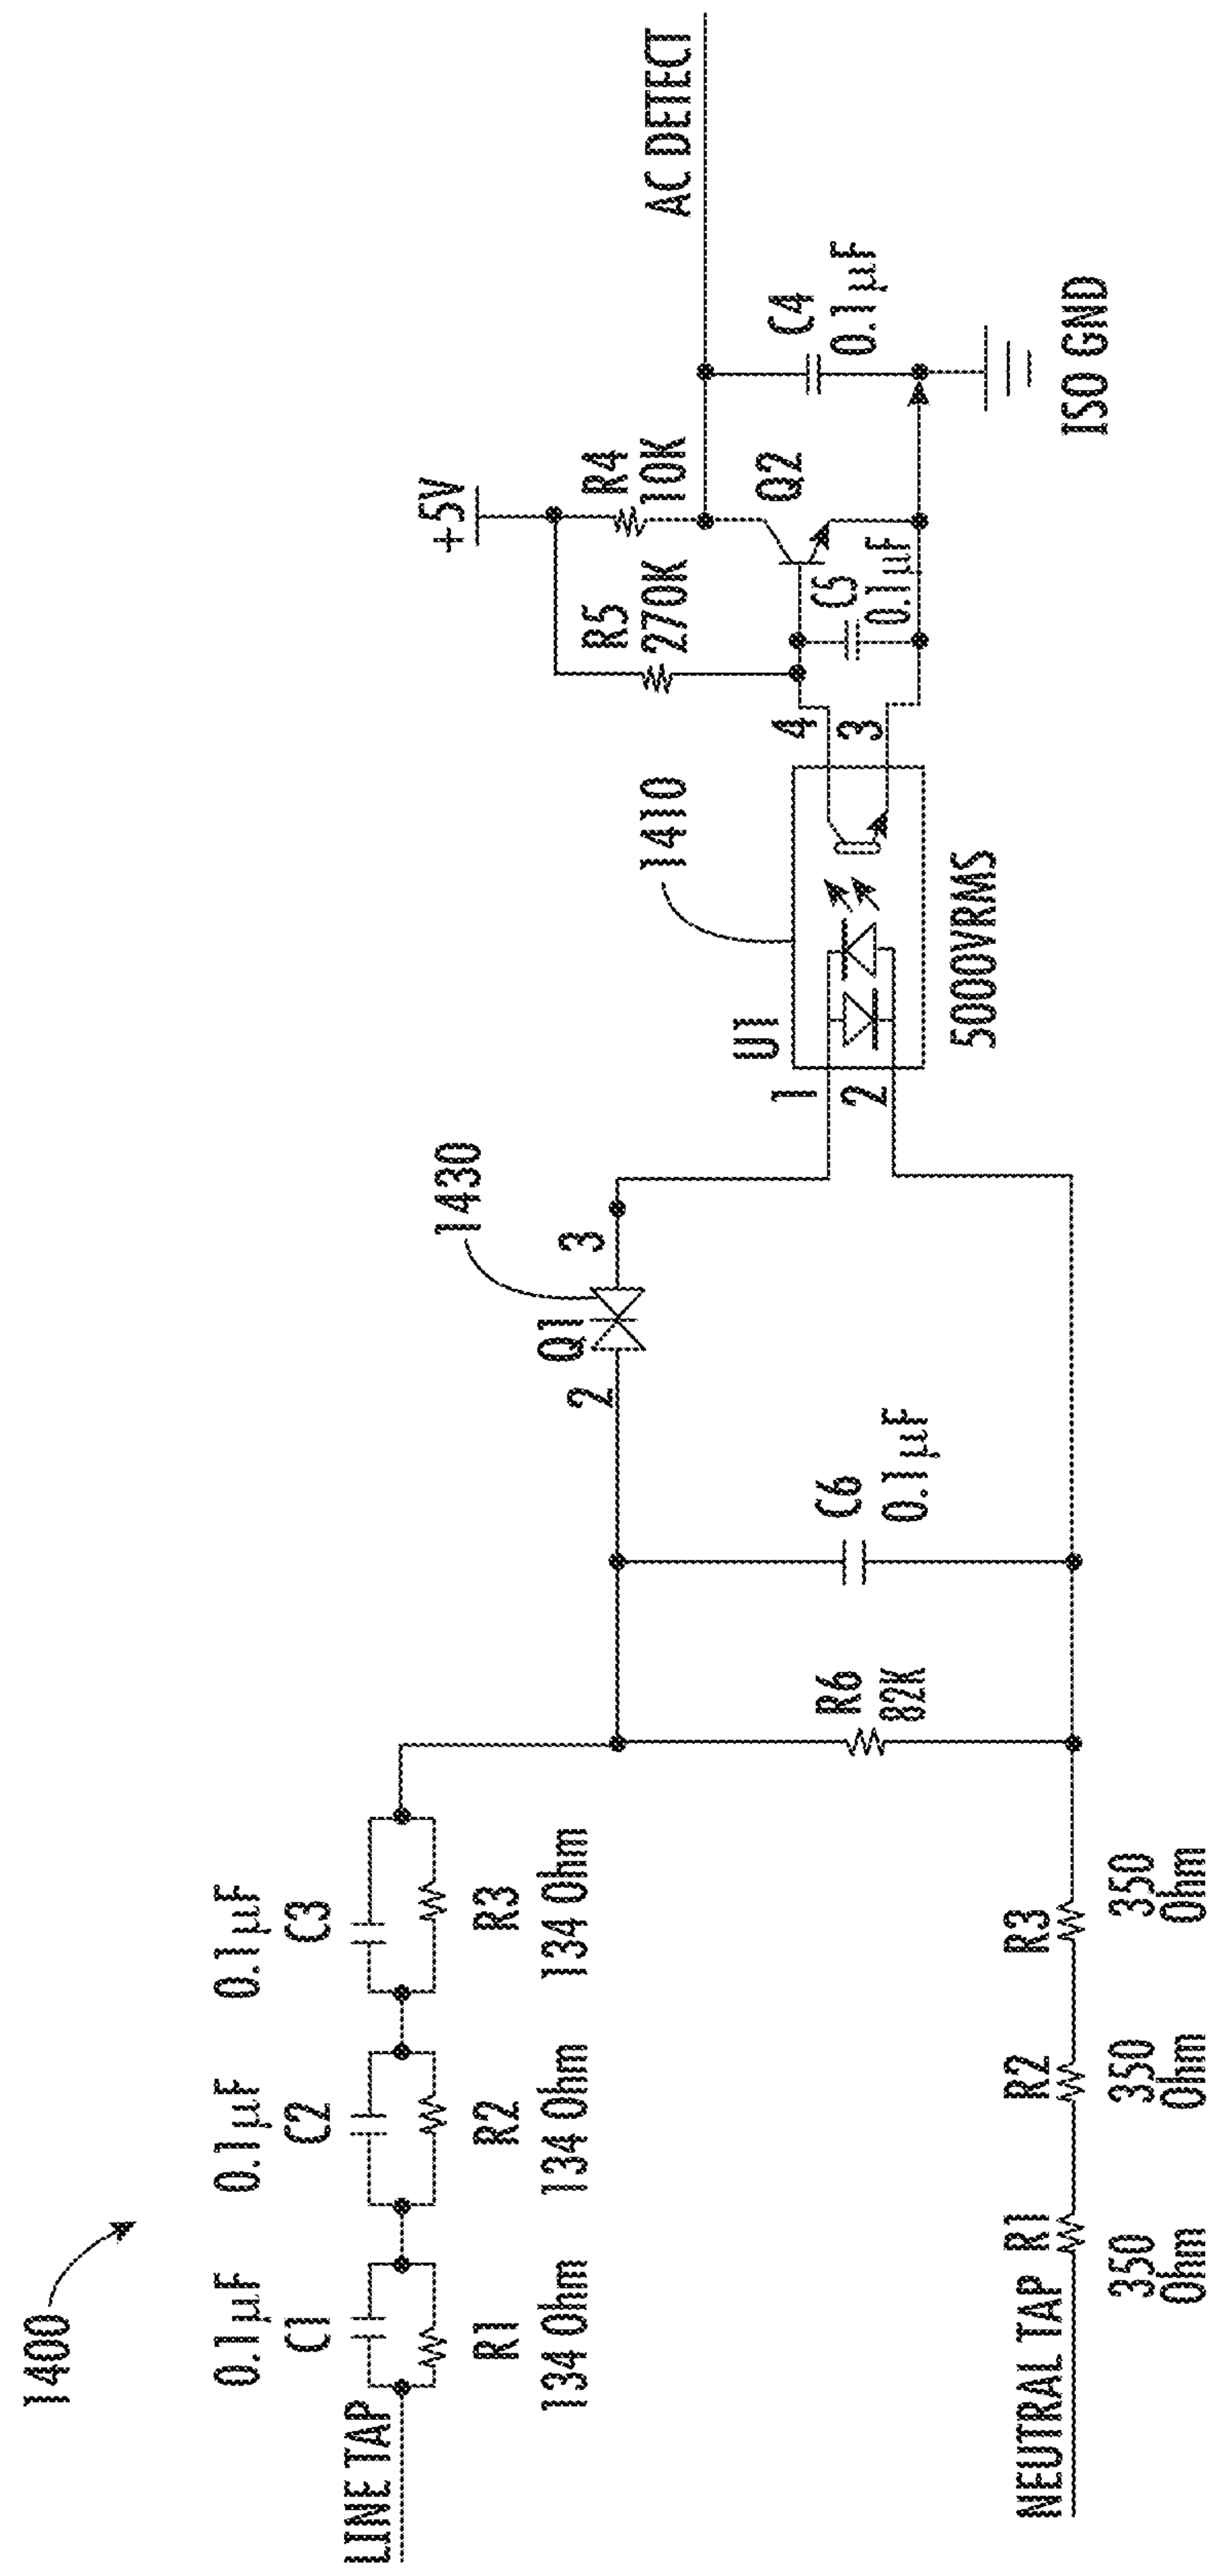 1400
0.1µF
C1
0.1µF
C2
0.1µF
C3
LINE TAP
R1
134 Ohm
R2
134 Ohm
R3
134 Ohm
NEUTRAL TAP
R1
350
Ohm
R2
350
Ohm
R3
350
Ohm
R6
82K
C6
0.1µF
2
Q1
3
1430
1
2
U1
1410
5000VRMS
4
3
+5V
R5
270K
R4
10K
C5
0.1µF
Q2
C4
0.1µF
AC DETECT
ISO GND